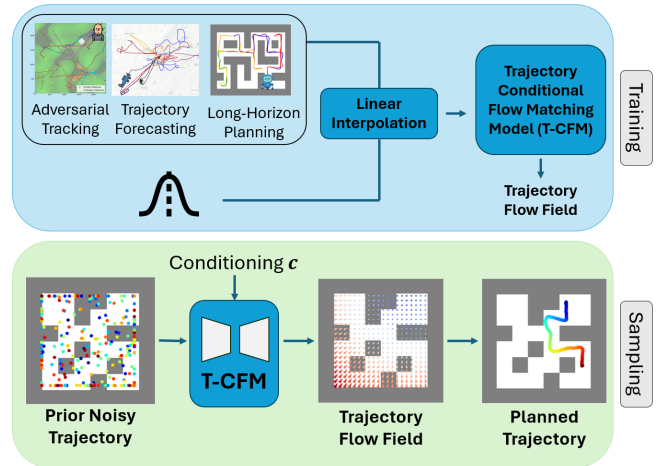 Adversarial
Tracking
Trajectory
Forecasting
Long-Horizon
Planning
Linear
Interpolation
Trajectory
Conditional
Flow Matching
Model (T-CFM)
Trajectory
Flow Field
Training
Conditioning c
T-CFM
Prior Noisy
Trajectory
Trajectory
Flow Field
Planned
Trajectory
Sampling